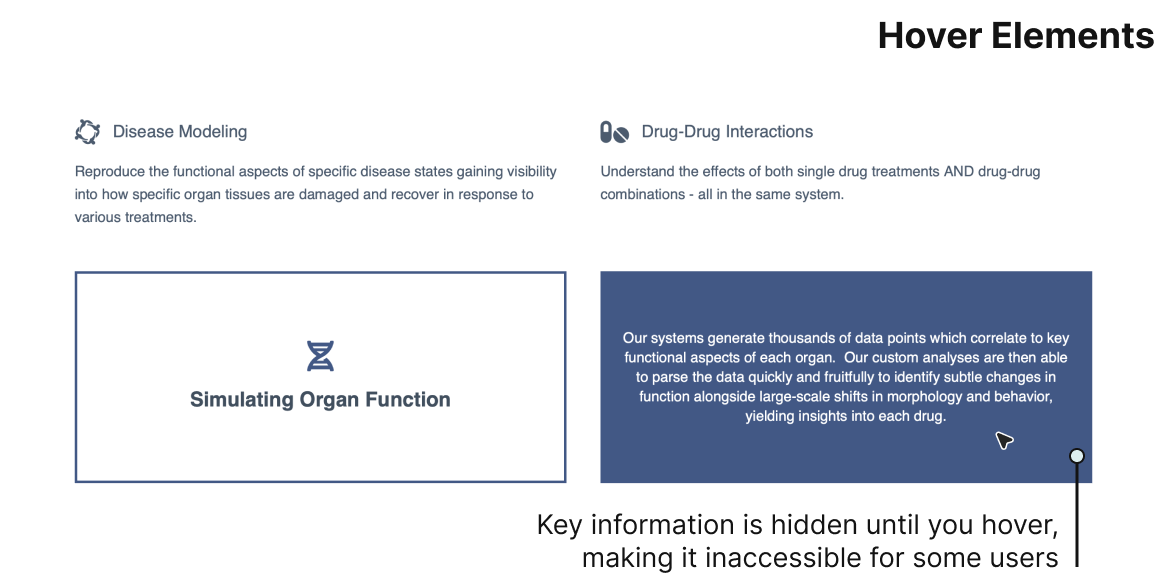 Hover Elements
Disease Modeling
Reproduce the functional aspects of specific disease states gaining visibility
into how specific organ tissues are damaged and recover in response to
various treatments.
Drug-Drug Interactions
Understand the effects of both single drug treatments AND drug-drug
combinations - all in the same system.
Simulating Organ Function
Our systems generate thousands of data points which correlate to key
functional aspects of each organ.  Our custom analyses are then able
to parse the data quickly and fruitfully to identify subtle changes in
function alongside large-scale shifts in morphology and behavior,
yielding insights into each drug.
Key information is hidden until you hover,
making it inaccessible for some users